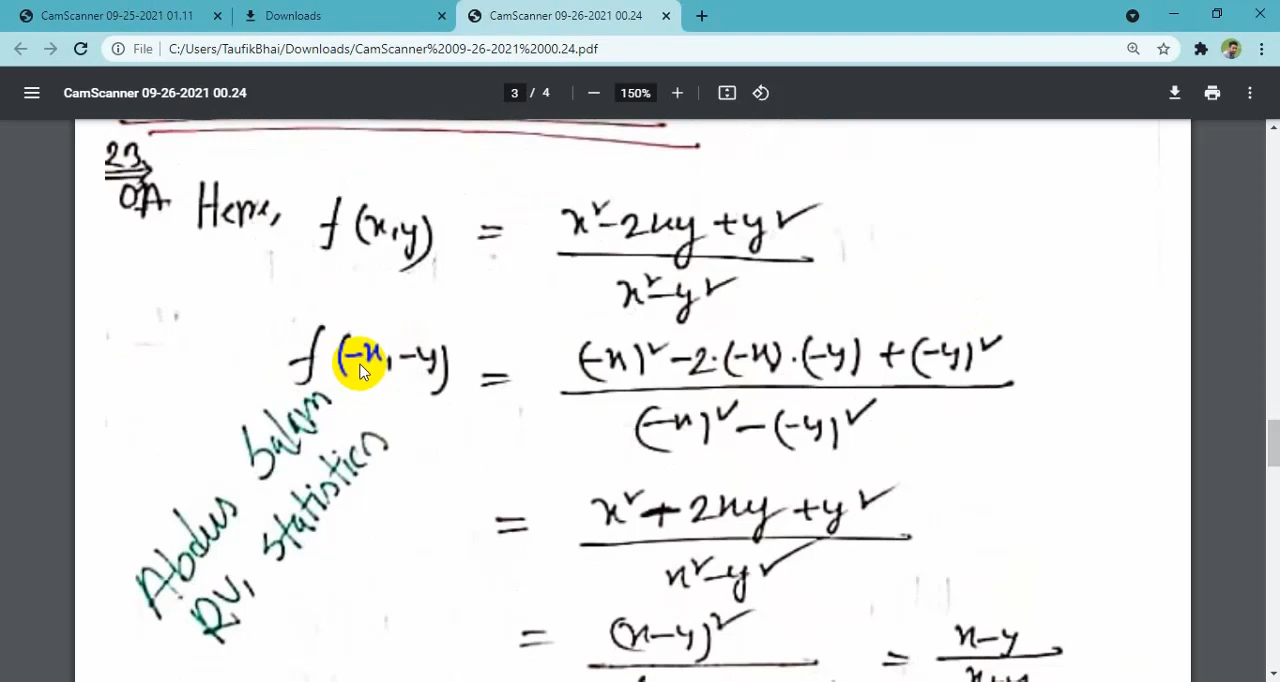 CamScanner 09-25-2021 01.11
Downloads
CamScanner 09-26-2021 00.24
File | C:/Users/TaufikBhai/Downloads/CamScanner%2009-26-2021%2000.24.pdf
CamScanner 09-26-2021 00.24
3 / 4
150%
23
Here, f(x,y) = (x²-2xy+y²)/(x²-y²)
f(-x,-y) = ((-x)²-2·(-x)·(-y)+(-y)²)/((-x)²-(-y)²)
= (x²+2xy+y²)/(x²-y²)
= (x-y)²
= x-y
Abdus Salam
RU, Statistics